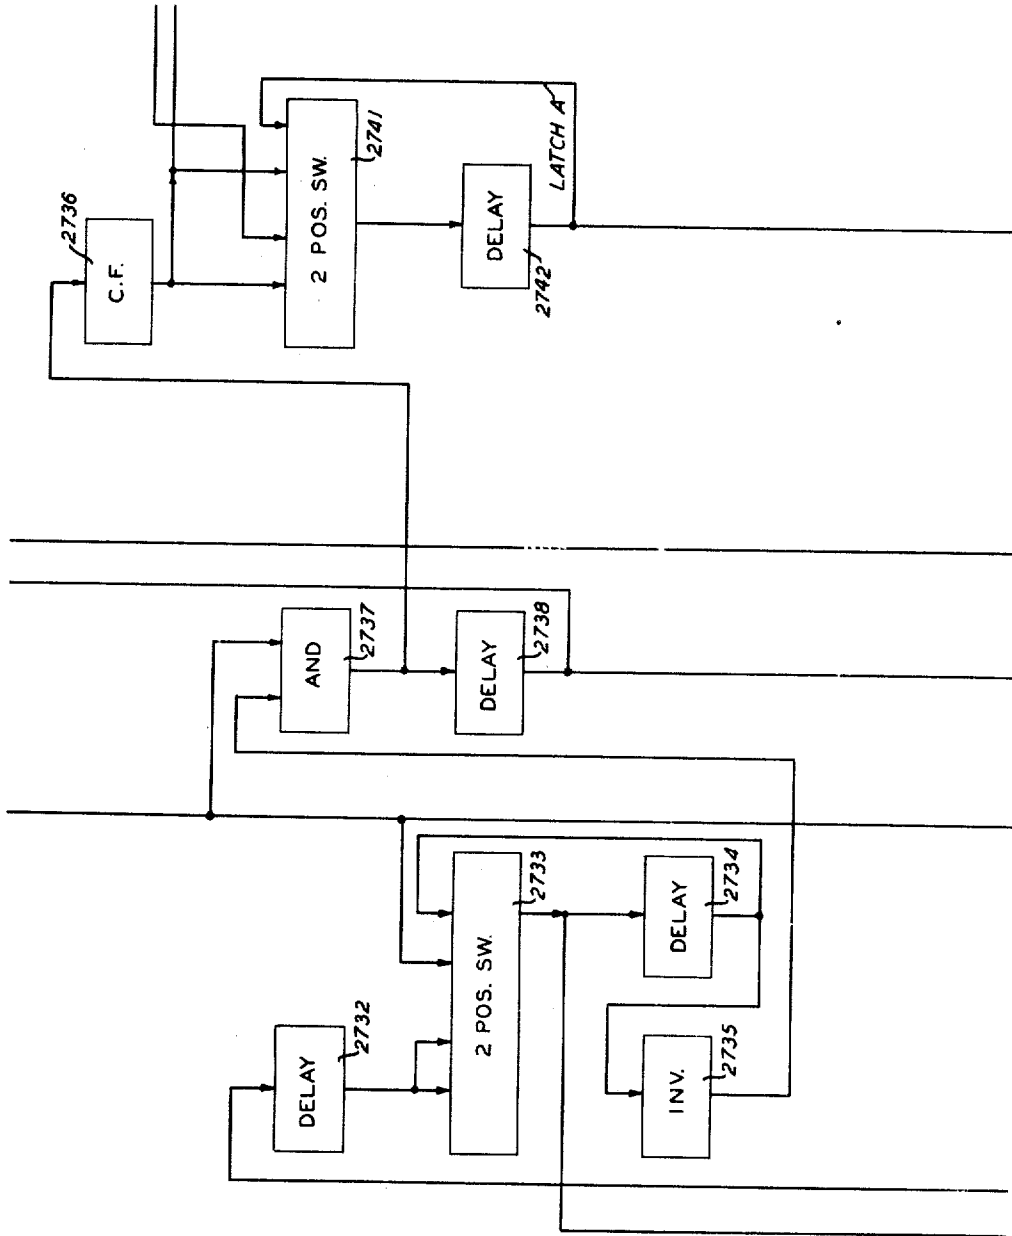 C.F.
2736
2 POS. SW.
2741
LATCH A
DELAY
2742
AND
2737
DELAY
2738
DELAY
2732
2 POS. SW.
2733
DELAY
2734
INV.
2735